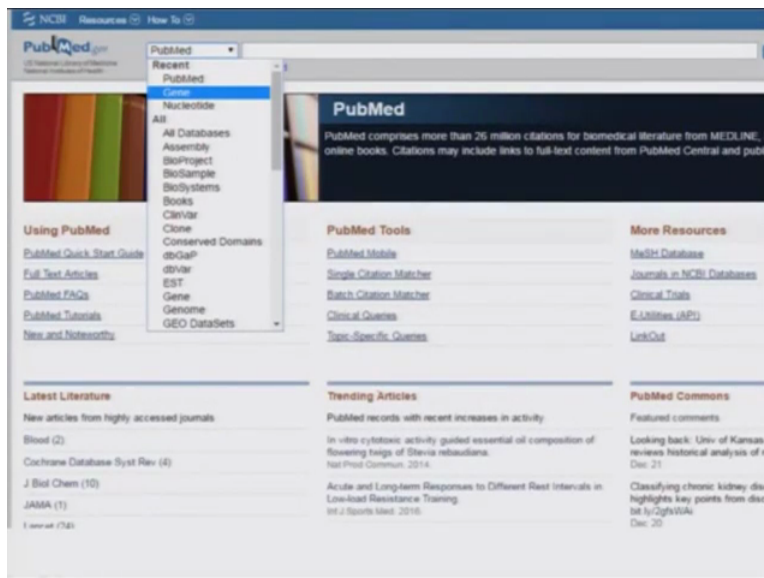 NCBI Resources How To
PubMed.gov
US National Library of Medicine
National Institutes of Health
PubMed
Recent
PubMed
Gene
Nucleotide
All
All Databases
Assembly
BioProject
BioSample
BioSystems
Books
ClinVar
Clone
Conserved Domains
dbGaP
dbVar
EST
Gene
Genome
GEO DataSets
PubMed
PubMed comprises more than 26 million citations for biomedical literature from MEDLINE,
online books. Citations may include links to full-text content from PubMed Central and publ
Using PubMed
PubMed Quick Start Guide
Full Text Articles
PubMed FAQs
PubMed Tutorials
New and Noteworthy
PubMed Tools
PubMed Mobile
Single Citation Matcher
Batch Citation Matcher
Clinical Queries
Topic-Specific Queries
More Resources
MeSH Database
Journals in NCBI Databases
Clinical Trials
E-Utilities (API)
LinkOut
Latest Literature
New articles from highly accessed journals
Blood (2)
Cochrane Database Syst Rev (4)
J Biol Chem (10)
JAMA (1)
Lancet (24)
Trending Articles
PubMed records with recent increases in activity
In vitro cytotoxic activity guided essential oil composition of
flowering twigs of Stevia rebaudiana.
Nat Prod Commun. 2014.
Acute and Long-term Responses to Different Rest Intervals in
Low-load Resistance Training.
Int J Sports Med. 2016.
PubMed Commons
Featured comments
Looking back: Univ of Kansas
reviews historical analysis of
Dec 21
Classifying chronic kidney dis
highlights key points from disc
bit.ly/2gfsWAi
Dec 20